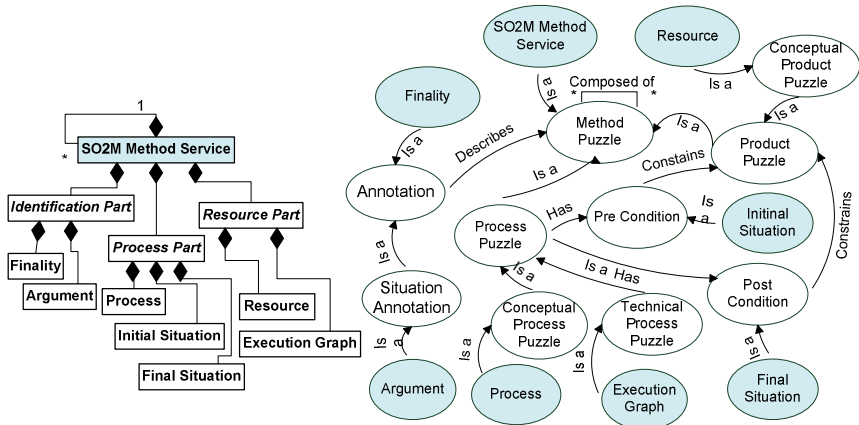 1
*
SO2M Method Service
Identification Part
Resource Part
Process Part
Finality
Argument
Process
Resource
Initial Situation
Execution Graph
Final Situation
SO2M Method
Service
Resource
Conceptual
Product
Puzzle
Is a
Is a
Composed of
*
*
Is a
Finality
Method
Puzzle
Is a
Product
Puzzle
Is a
Describes
Constains
Annotation
Is a
Has
Pre Condition
Is
a
Initinal
Situation
Process
Puzzle
Is a
Is a
Has
Constrains
Situation
Annotation
Is a
Post
Condition
Conceptual
Process
Puzzle
Technical
Process
Puzzle
Is
a
Is a
Is a
Is a
Argument
Process
Execution
Graph
Final
Situation